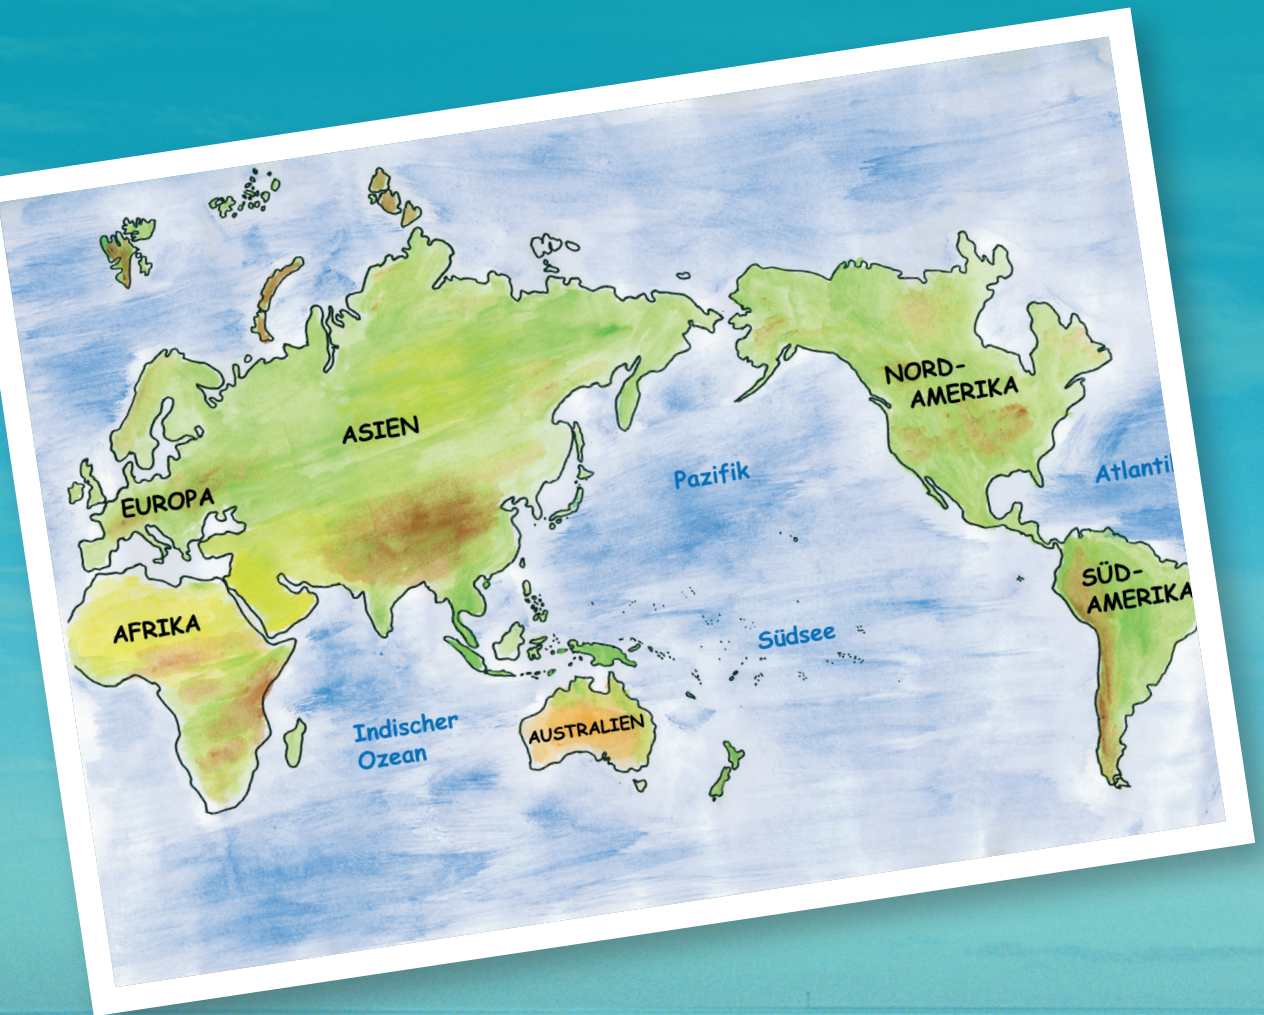 ASIEN
EUROPA
AFRIKA
NORD-
AMERIKA
Pazifik
Atlanti
SÜD-
AMERIKA
Südsee
Indischer
Ozean
AUSTRALIEN